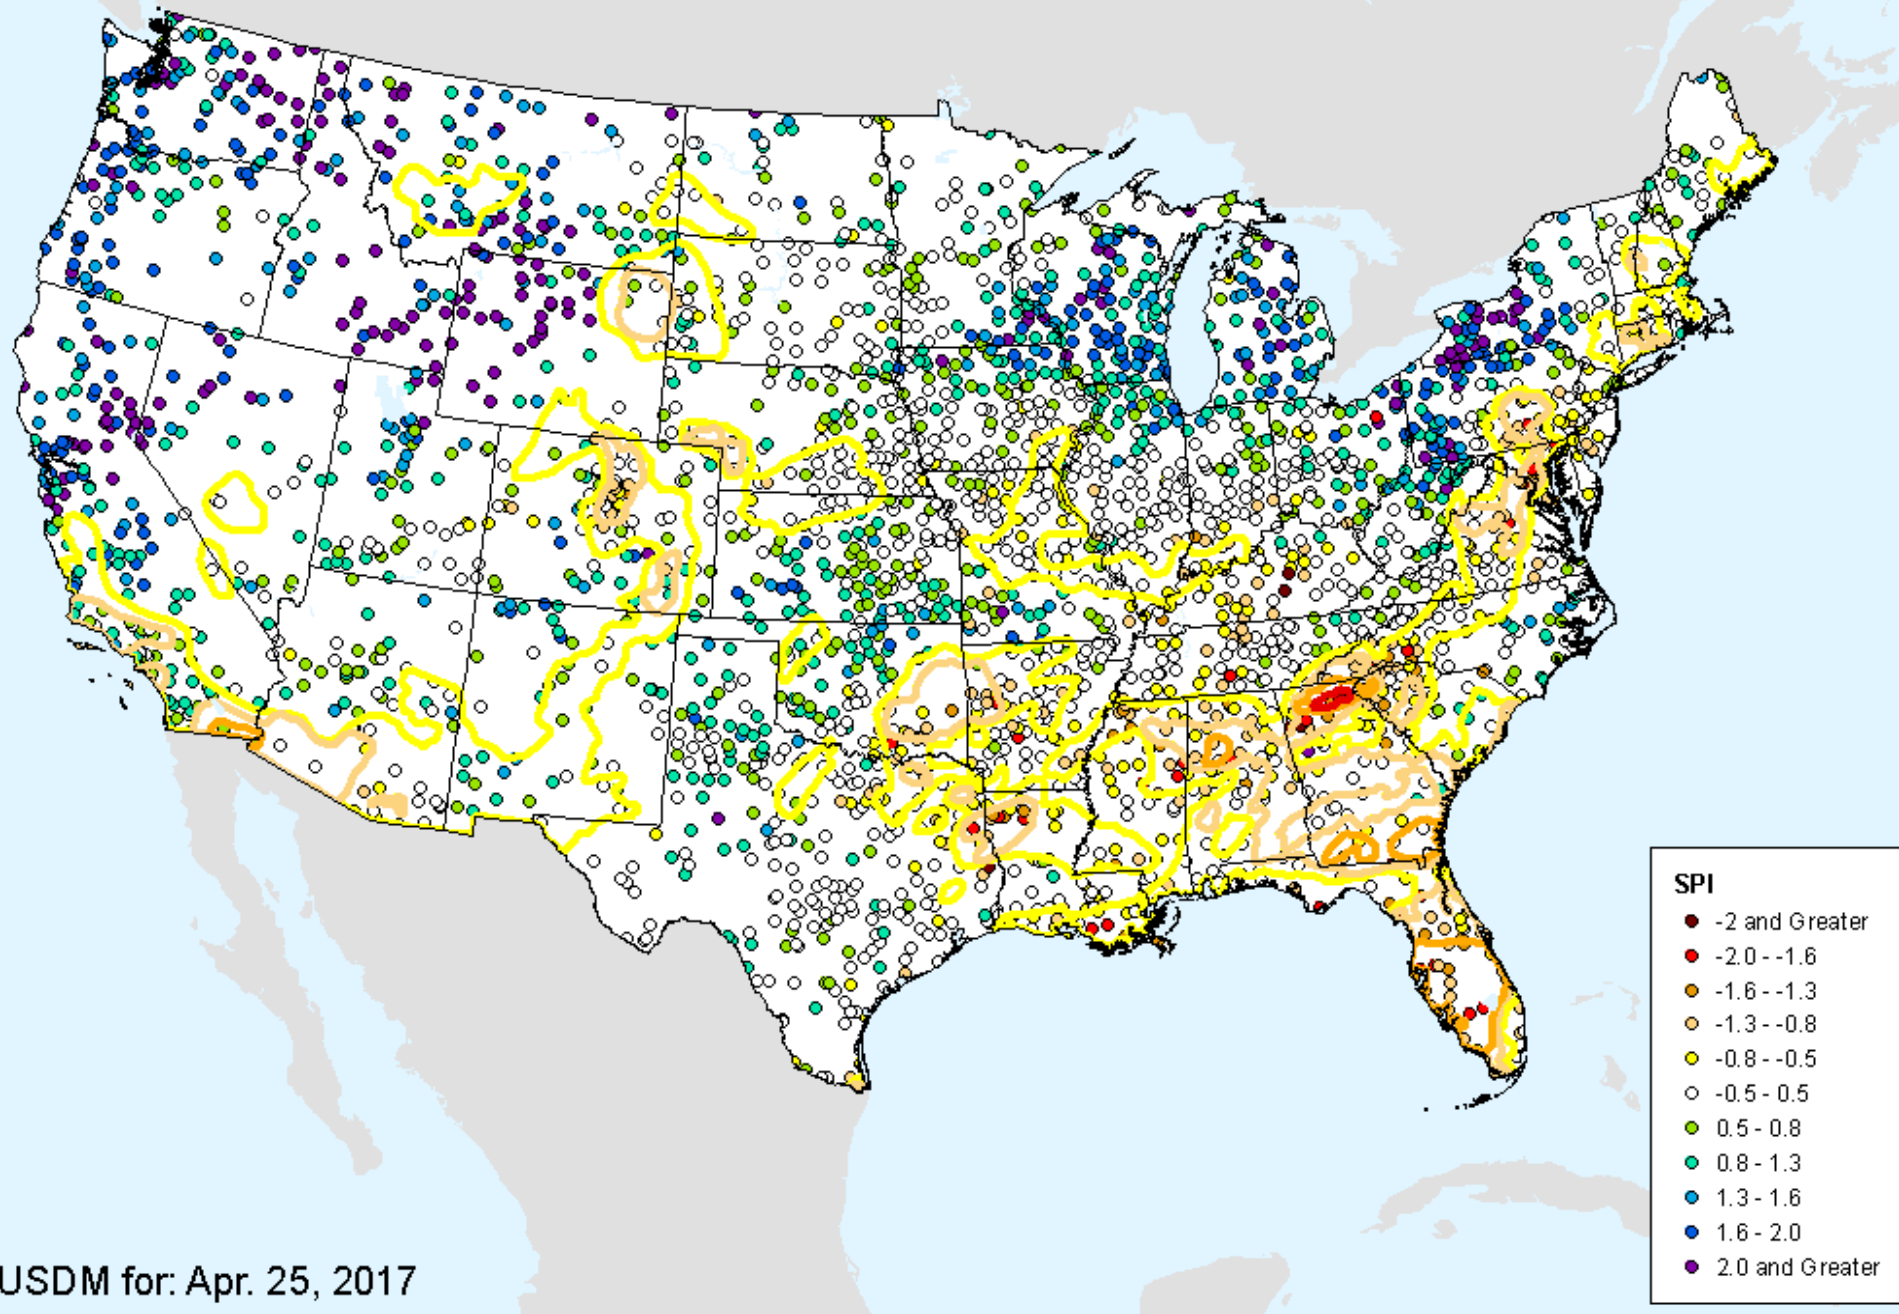 SPI
-2 and Greater
-2.0 - -1.6
-1.6 - -1.3
-1.3 - -0.8
-0.8 - -0.5
-0.5 - 0.5
0.5 - 0.8
0.8 - 1.3
1.3 - 1.6
1.6 - 2.0
2.0 and Greater
USDM for: Apr. 25, 2017